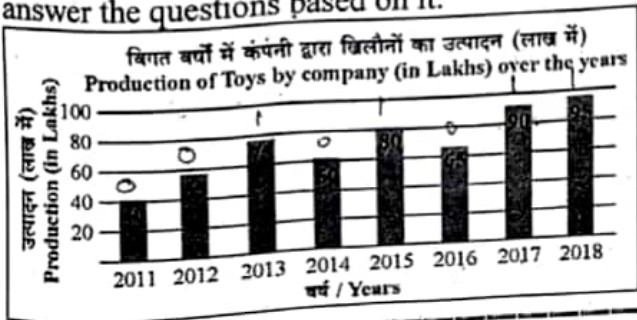 answer the questions based on it.
विगत वर्षों में कंपनी द्वारा खिलौनों का उत्पादन (लाख में)
Production of Toys by company (in Lakhs) over the years
उत्पादन (लाख में)
Production (in Lakhs)
100
80
60
40
20
80
90
2011 2012 2013 2014 2015 2016 2017 2018
वर्ष / Years